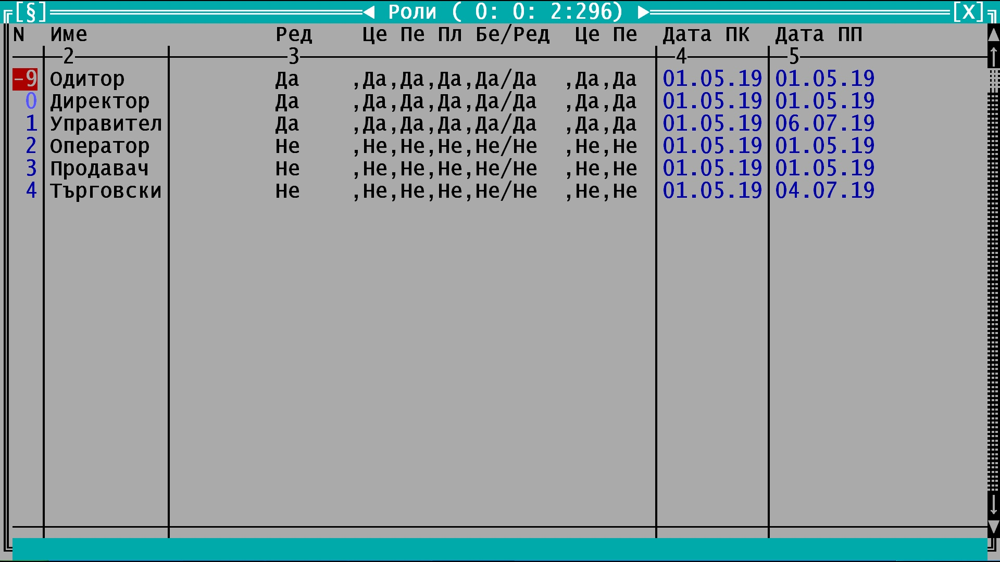 [§] ◄ Роли ( 0: 0: 2:296) ► [X]
N Име Ред Це Пе Пл Бе/Ред Це Пе Дата ПК Дата ПП
2 3 4 5
-9 Одитор Да ,Да,Да,Да,Да/Да ,Да,Да 01.05.19 01.05.19
0 Директор Да ,Да,Да,Да,Да/Да ,Да,Да 01.05.19 01.05.19
1 Управител Да ,Да,Да,Да,Да/Да ,Да,Да 01.05.19 06.07.19
2 Оператор Не ,Не,Не,Не,Не/Не ,Не,Не 01.05.19 01.05.19
3 Продавач Не ,Не,Не,Не,Не/Не ,Не,Не 01.05.19 01.05.19
4 Търговски Не ,Не,Не,Не,Не/Не ,Не,Не 01.05.19 04.07.19